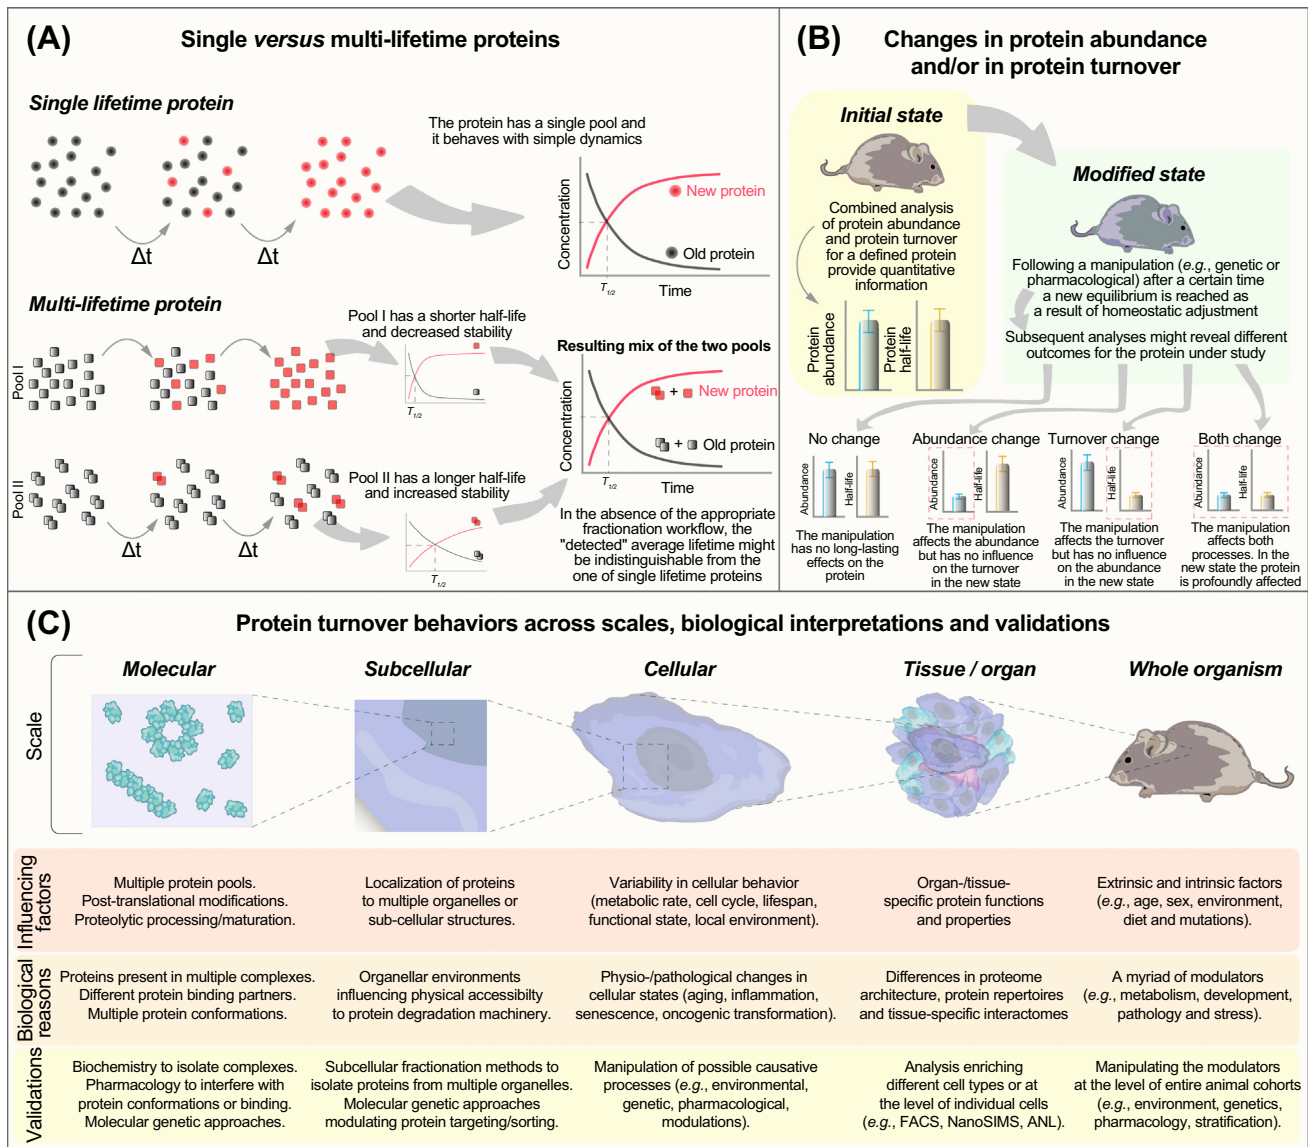 (A)
Single versus multi-lifetime proteins
Single lifetime protein
Δt
Δt
The protein has a single pool and
it behaves with simple dynamics
Concentration
New protein
Old protein
T1/2
Time
Multi-lifetime protein
Pool I
Pool I has a shorter half-life
and decreased stability
T1/2
Pool II
Δt
Δt
Pool II has a longer half-life
and increased stability
T1/2
Resulting mix of the two pools
Concentration
+ New protein
+ Old protein
T1/2
Time
In the absence of the appropriate
fractionation workflow, the
"detected" average lifetime might
be indistinguishable from the
one of single lifetime proteins
(B)
Changes in protein abundance
and/or in protein turnover
Initial state
Combined analysis
of protein abundance
and protein turnover
for a defined protein
provide quantitative
information
Protein
abundance
Protein
half-life
Modified state
Following a manipulation (e.g., genetic or
pharmacological) after a certain time
a new equilibrium is reached as
a result of homeostatic adjustment
Subsequent analyses might reveal different
outcomes for the protein under study
No change
Abundance
Half-life
The manipulation
has no long-lasting
effects on the
protein
Abundance change
Abundance
Half-life
The manipulation
affects the abundance
but has no influence
on the turnover
in the new state
Turnover change
Abundance
Half-life
The manipulation
affects the turnover
but has no influence
on the abundance
in the new state
Both change
Abundance
Half-life
The manipulation
affects both
processes. In the
new state the protein
is profoundly affected
(C)
Protein turnover behaviors across scales, biological interpretations and validations
Scale
Molecular
Subcellular
Cellular
Tissue / organ
Whole organism
Influencing
factors
Multiple protein pools.
Post-translational modifications.
Proteolytic processing/maturation.
Localization of proteins
to multiple organelles or
sub-cellular structures.
Variability in cellular behavior
(metabolic rate, cell cycle, lifespan,
functional state, local environment).
Organ-/tissue-
specific protein functions
and properties
Extrinsic and intrinsic factors
(e.g., age, sex, environment,
diet and mutations).
Biological
reasons
Proteins present in multiple complexes.
Different protein binding partners.
Multiple protein conformations.
Organellar environments
influencing physical accessibilty
to protein degradation machinery.
Physio-/pathological changes in
cellular states (aging, inflammation,
senescence, oncogenic transformation).
Differences in proteome
architecture, protein repertoires
and tissue-specific interactomes
A myriad of modulators
(e.g., metabolism, development,
pathology and stress).
Validations
Biochemistry to isolate complexes.
Pharmacology to interfere with
protein conformations or binding.
Molecular genetic approaches.
Subcellular fractionation methods to
isolate proteins from multiple organelles.
Molecular genetic approaches
modulating protein targeting/sorting.
Manipulation of possible causative
processes (e.g., environmental,
genetic, pharmacological,
modulations).
Analysis enriching
different cell types or at
the level of individual cells
(e.g., FACS, NanoSIMS, ANL).
Manipulating the modulators
at the level of entire animal cohorts
(e.g., environment, genetics,
pharmacology, stratification).